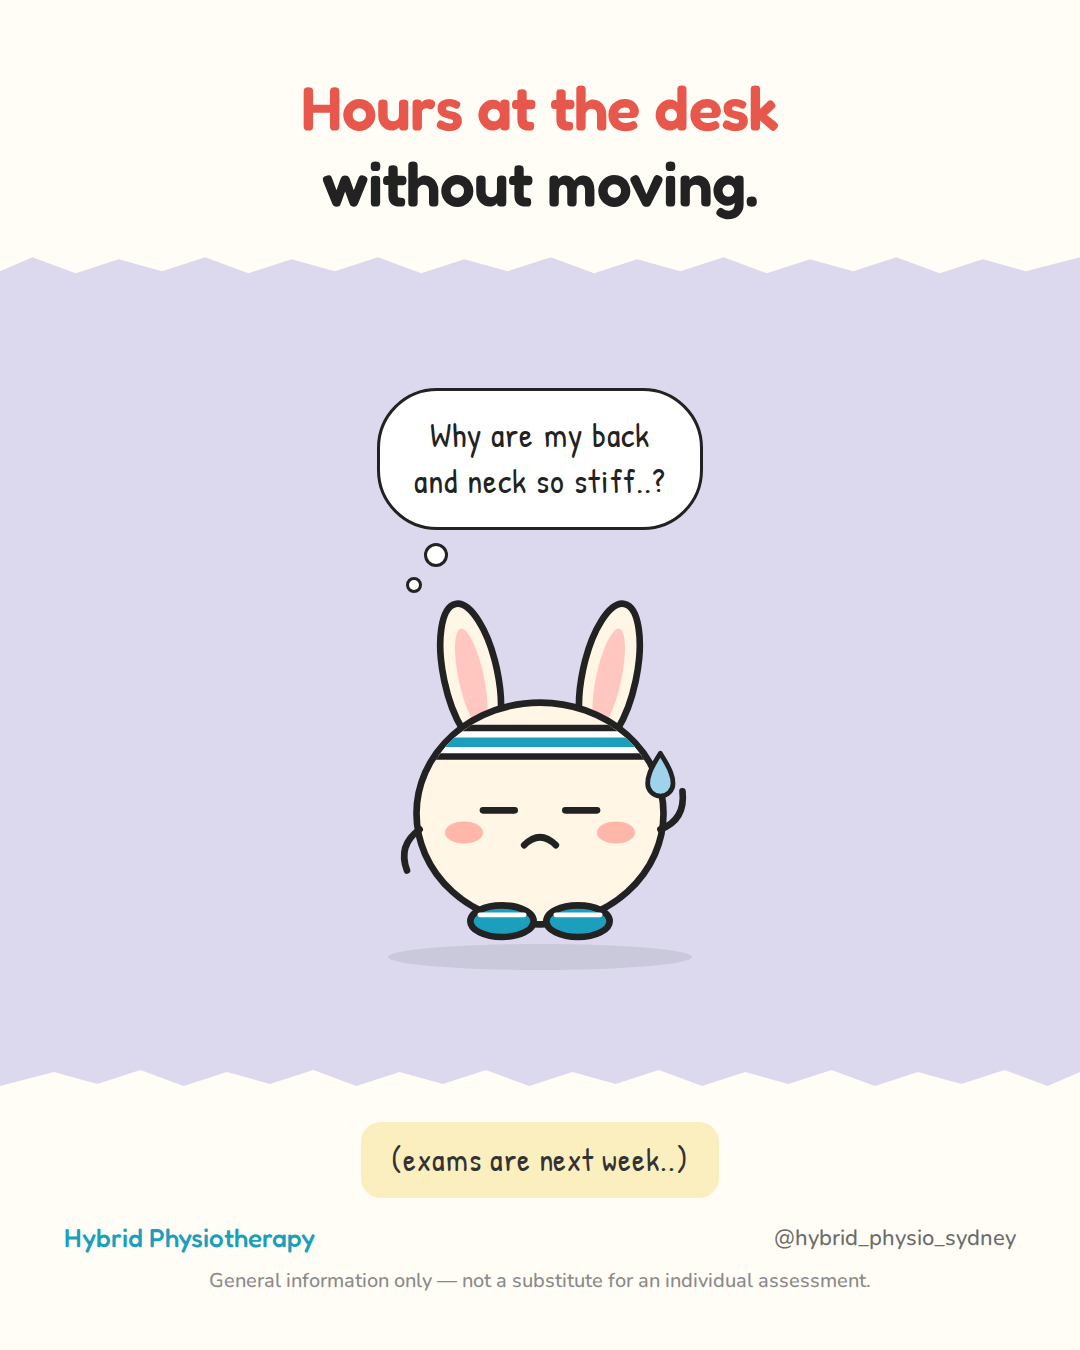 Hours at the desk
without moving.
Why are my back
and neck so stiff..?
(exams are next week..)
Hybrid Physiotherapy
@hybrid_physio_sydney
General information only — not a substitute for an individual assessment.